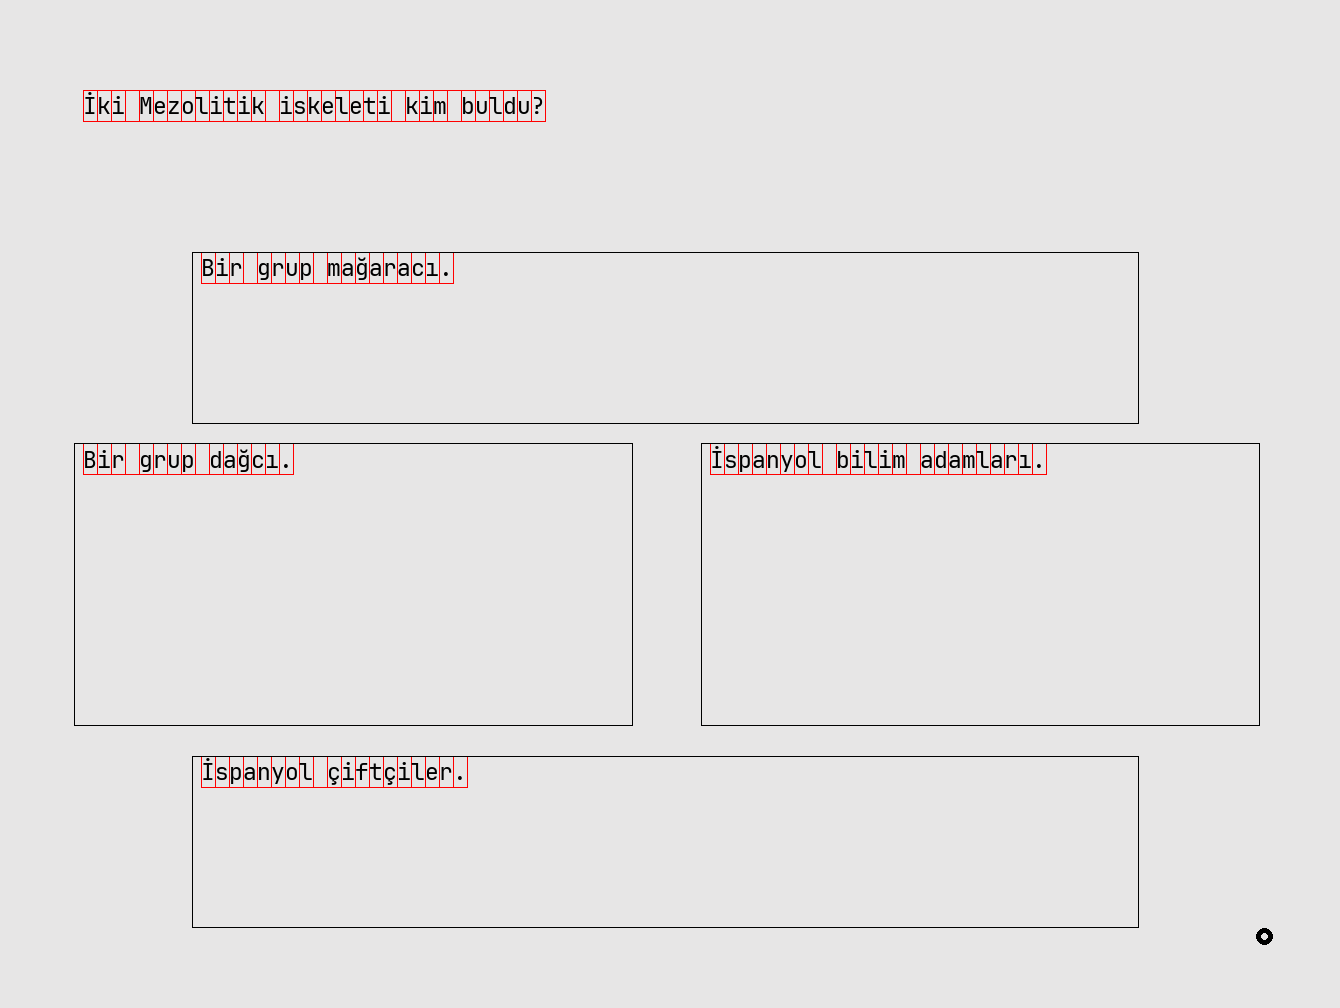 İki Mezolitik iskeleti kim buldu?
Bir grup mağaracı.
Bir grup dağcı.
İspanyol bilim adamları.
İspanyol çiftçiler.